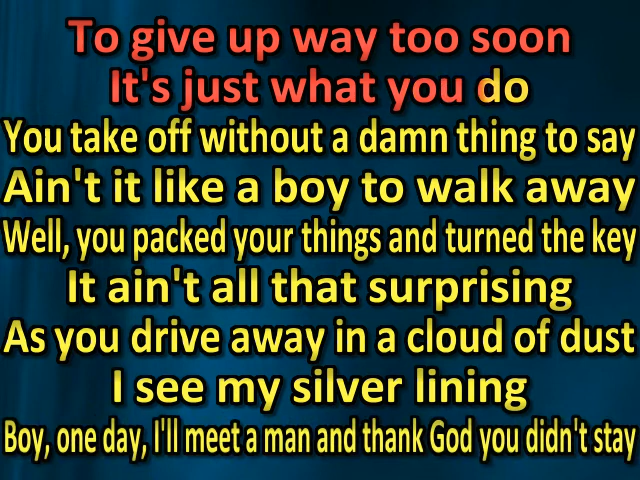 To give up way too soon
It's just what you do
You take off without a damn thing to say
Ain't it like a boy to walk away
Well, you packed your things and turned the key
It ain't all that surprising
As you drive away in a cloud of dust
I see my silver lining
Boy, one day, I'll meet a man and thank God you didn't stay